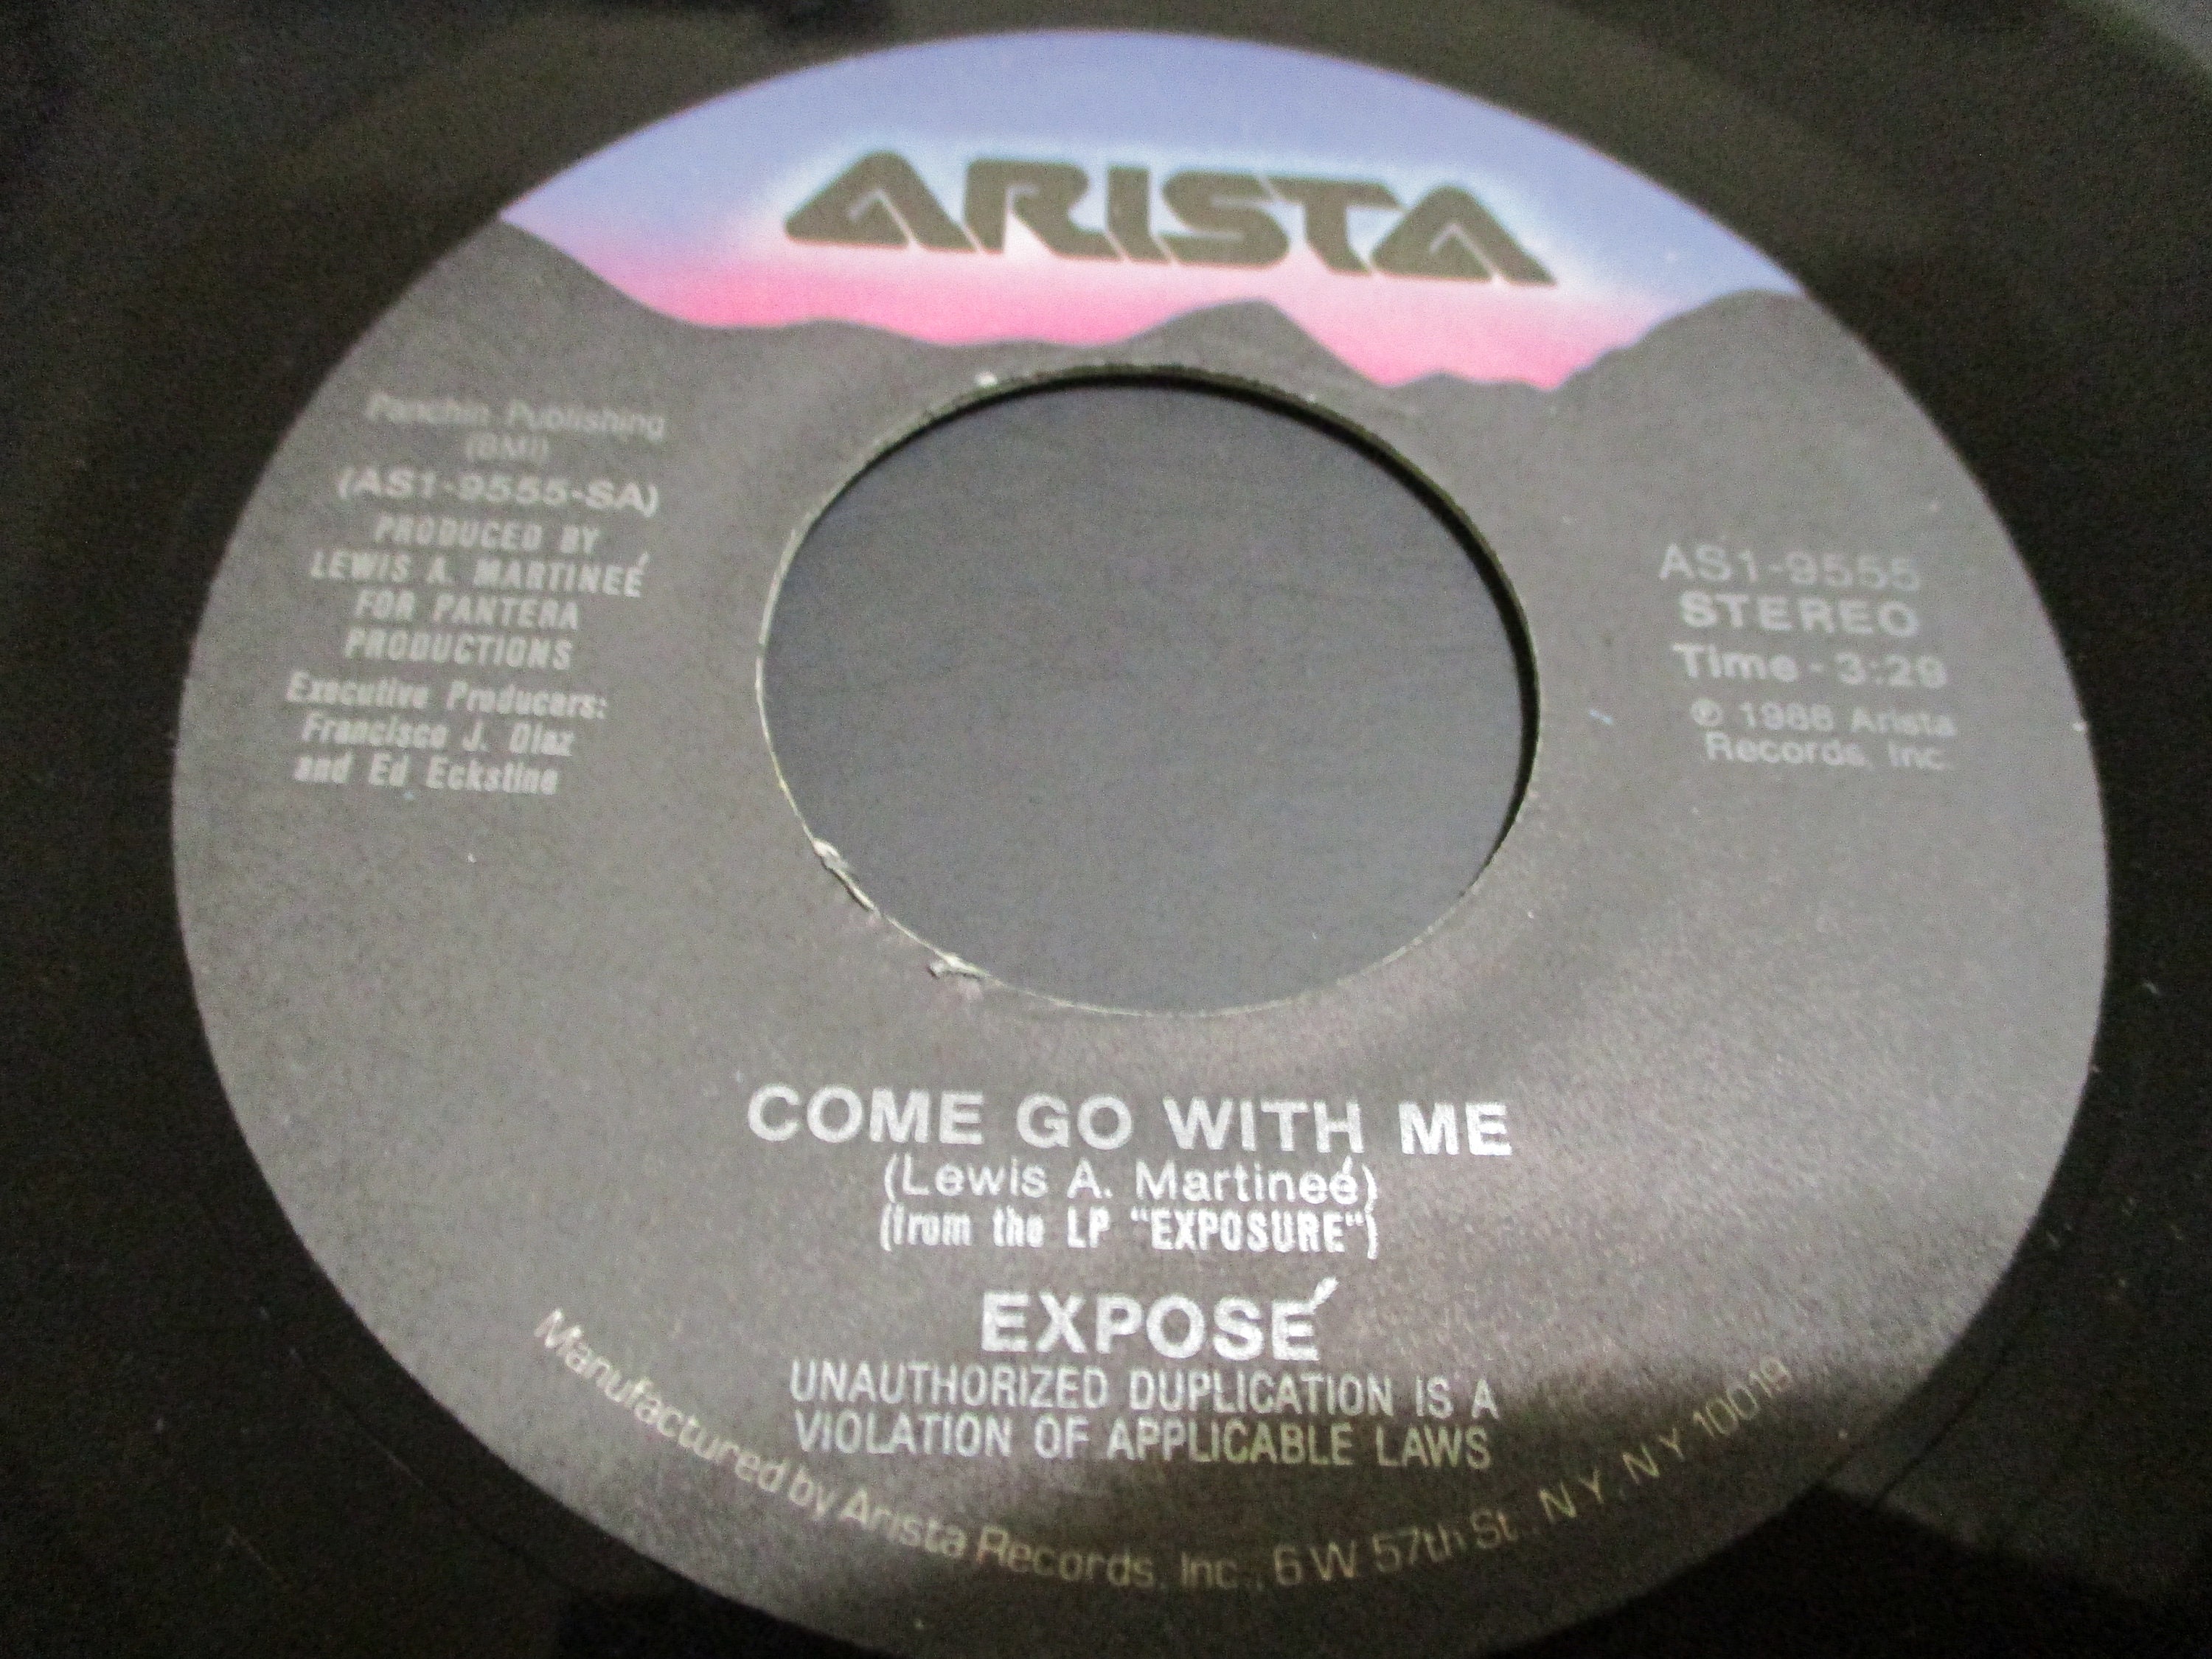 ARISTA
Panchin Publishing
(BMI)
(AS1-9555-SA)
PRODUCED BY
LEWIS A. MARTINEÉ
FOR PANTERA
PRODUCTIONS
Executive Producers:
Francisco J. Diaz
and Ed Eckstine
AS1-9555
STEREO
Time - 3:29
℗ 1986 Arista
Records, Inc.
COME GO WITH ME
(Lewis A. Martineé)
(from the LP "EXPOSURE")
EXPOSÉ
UNAUTHORIZED DUPLICATION IS A
VIOLATION OF APPLICABLE LAWS
Manufactured by Arista Records, Inc., 6 W 57th St., N.Y., N.Y. 10019